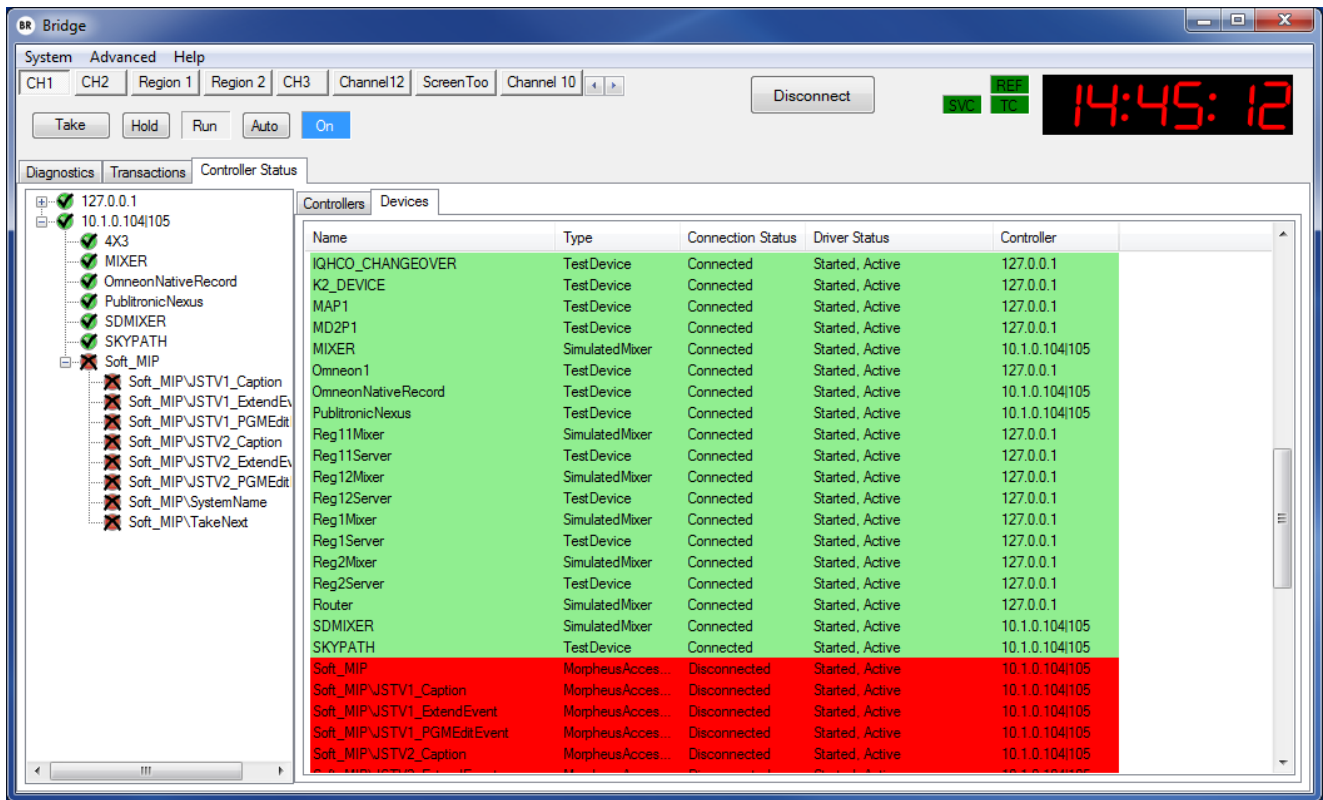 BR Bridge
System Advanced Help
CH1 CH2 Region 1 Region 2 CH3 Channel12 ScreenToo Channel 10
Disconnect
SVC REF TC
14:45:12
Take Hold Run Auto On
Diagnostics Transactions Controller Status
127.0.0.1
10.1.0.104|105
4X3
MIXER
OmneonNativeRecord
PublitronicNexus
SDMIXER
SKYPATH
Soft_MIP
Soft_MIP\JSTV1_Caption
Soft_MIP\JSTV1_ExtendEv
Soft_MIP\JSTV1_PGMEdit
Soft_MIP\JSTV2_Caption
Soft_MIP\JSTV2_ExtendEv
Soft_MIP\JSTV2_PGMEdit
Soft_MIP\SystemName
Soft_MIP\TakeNext
Controllers Devices
Name Type Connection Status Driver Status Controller
IQHCO_CHANGEOVER TestDevice Connected Started, Active 127.0.0.1
K2_DEVICE TestDevice Connected Started, Active 127.0.0.1
MAP1 TestDevice Connected Started, Active 127.0.0.1
MD2P1 TestDevice Connected Started, Active 127.0.0.1
MIXER SimulatedMixer Connected Started, Active 10.1.0.104|105
Omneon1 TestDevice Connected Started, Active 127.0.0.1
OmneonNativeRecord TestDevice Connected Started, Active 10.1.0.104|105
PublitronicNexus TestDevice Connected Started, Active 10.1.0.104|105
Reg11Mixer SimulatedMixer Connected Started, Active 127.0.0.1
Reg11Server TestDevice Connected Started, Active 127.0.0.1
Reg12Mixer SimulatedMixer Connected Started, Active 127.0.0.1
Reg12Server TestDevice Connected Started, Active 127.0.0.1
Reg1Mixer SimulatedMixer Connected Started, Active 127.0.0.1
Reg1Server TestDevice Connected Started, Active 127.0.0.1
Reg2Mixer SimulatedMixer Connected Started, Active 127.0.0.1
Reg2Server TestDevice Connected Started, Active 127.0.0.1
Router SimulatedMixer Connected Started, Active 127.0.0.1
SDMIXER SimulatedMixer Connected Started, Active 10.1.0.104|105
SKYPATH TestDevice Connected Started, Active 10.1.0.104|105
Soft_MIP MorpheusAcces... Disconnected Started, Active 10.1.0.104|105
Soft_MIP\JSTV1_Caption MorpheusAcces... Disconnected Started, Active 10.1.0.104|105
Soft_MIP\JSTV1_ExtendEvent MorpheusAcces... Disconnected Started, Active 10.1.0.104|105
Soft_MIP\JSTV1_PGMEditEvent MorpheusAcces... Disconnected Started, Active 10.1.0.104|105
Soft_MIP\JSTV2_Caption MorpheusAcces... Disconnected Started, Active 10.1.0.104|105